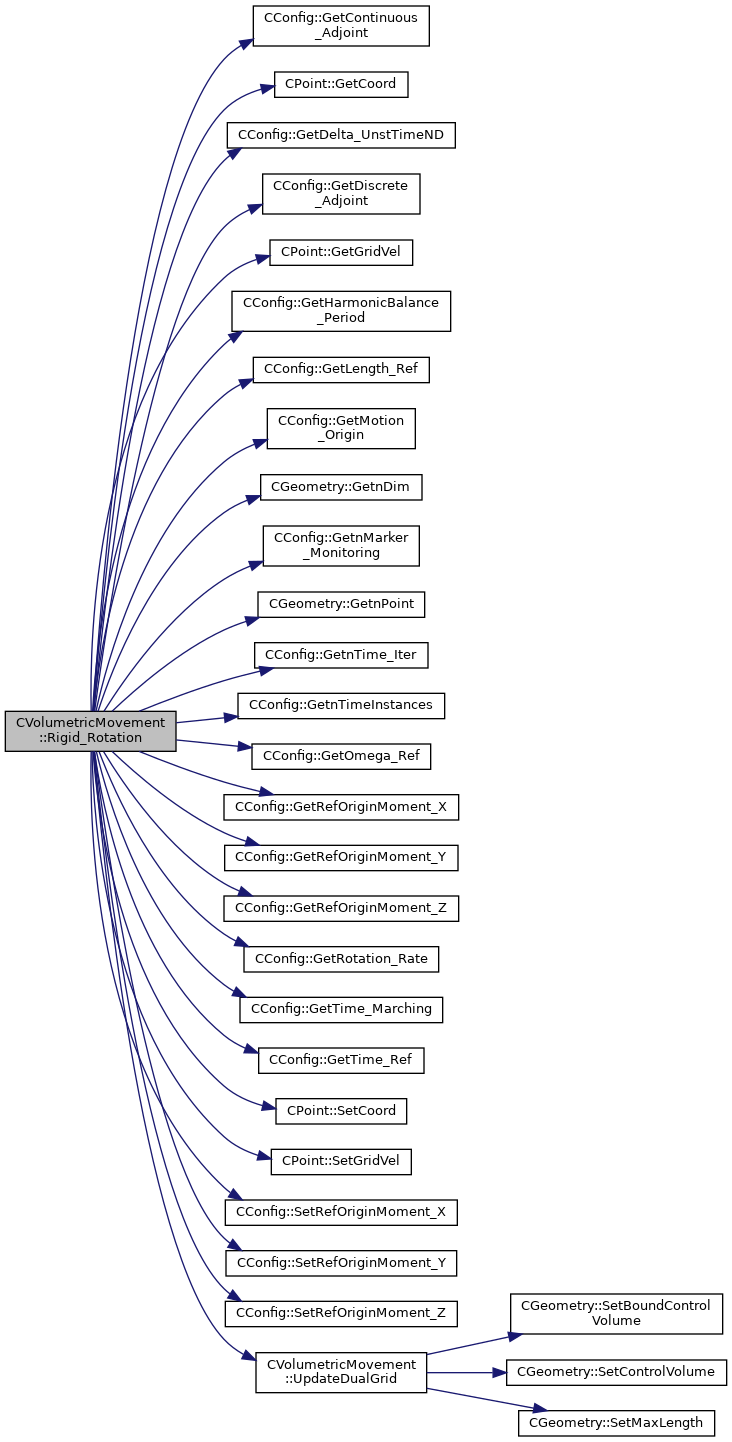 CConfig::GetContinuous
_Adjoint
CPoint::GetCoord
CConfig::GetDelta_UnstTimeND
CConfig::GetDiscrete
_Adjoint
CPoint::GetGridVel
CConfig::GetHarmonicBalance
_Period
CConfig::GetLength_Ref
CConfig::GetMotion
_Origin
CGeometry::GetnDim
CConfig::GetnMarker
_Monitoring
CGeometry::GetnPoint
CConfig::GetnTime_Iter
CConfig::GetnTimeInstances
CVolumetricMovement
::Rigid_Rotation
CConfig::GetOmega_Ref
CConfig::GetRefOriginMoment_X
CConfig::GetRefOriginMoment_Y
CConfig::GetRefOriginMoment_Z
CConfig::GetRotation_Rate
CConfig::GetTime_Marching
CConfig::GetTime_Ref
CPoint::SetCoord
CPoint::SetGridVel
CConfig::SetRefOriginMoment_X
CConfig::SetRefOriginMoment_Y
CConfig::SetRefOriginMoment_Z
CVolumetricMovement
::UpdateDualGrid
CGeometry::SetBoundControl
Volume
CGeometry::SetControlVolume
CGeometry::SetMaxLength